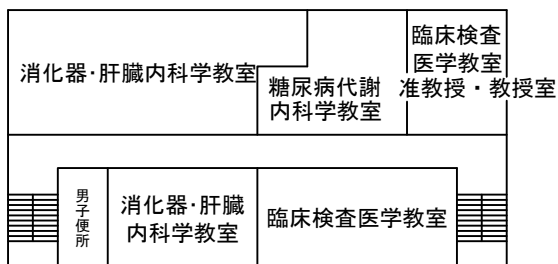 消化器･肝臓内科学教室
糖尿病代謝
内科学教室
臨床検査
医学教室
准教授・教授室
男子便所
消化器･肝臓
内科学教室
臨床検査医学教室